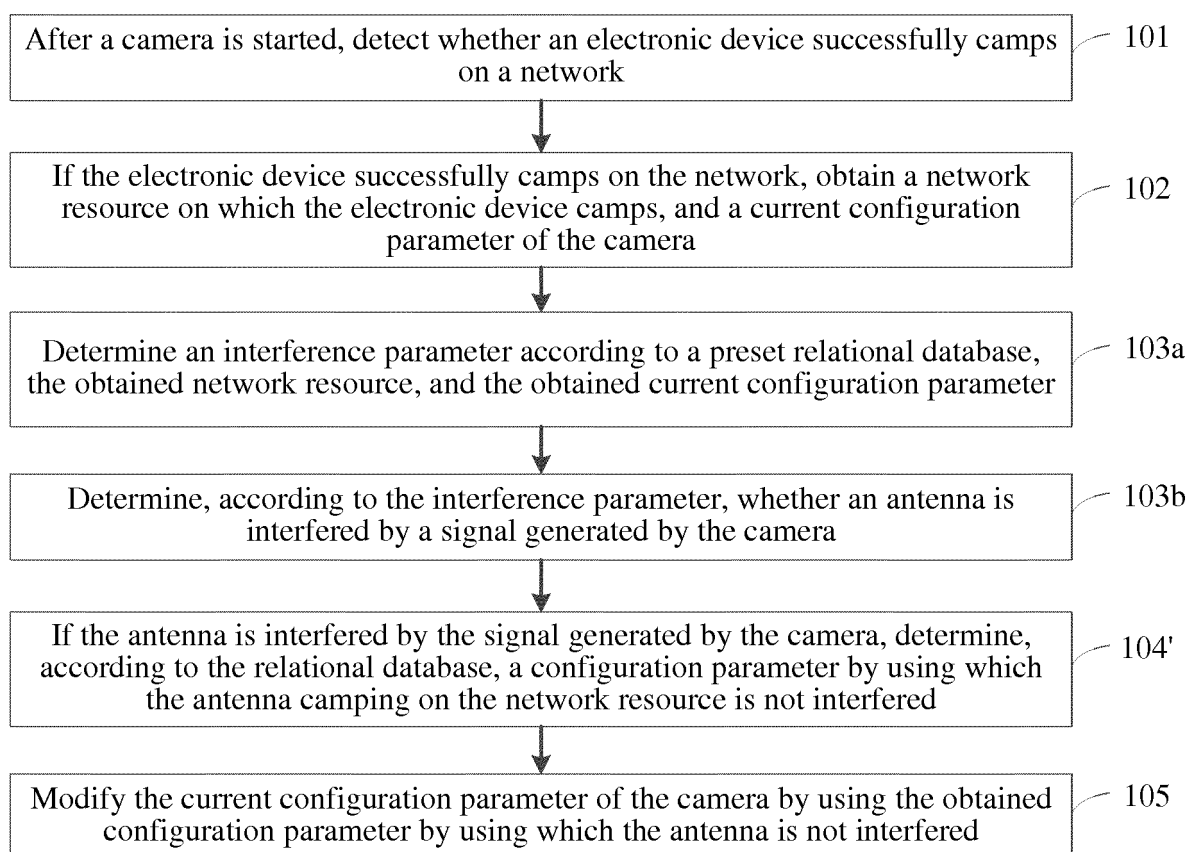 After a camera is started, detect whether an electronic device successfully camps
on a network
101
If the electronic device successfully camps on the network, obtain a network
resource on which the electronic device camps, and a current configuration
parameter of the camera
102
Determine an interference parameter according to a preset relational database,
the obtained network resource, and the obtained current configuration parameter
103a
Determine, according to the interference parameter, whether an antenna is
interfered by a signal generated by the camera
103b
If the antenna is interfered by the signal generated by the camera, determine,
according to the relational database, a configuration parameter by using which
the antenna camping on the network resource is not interfered
104'
Modify the current configuration parameter of the camera by using the obtained
configuration parameter by using which the antenna is not interfered
105